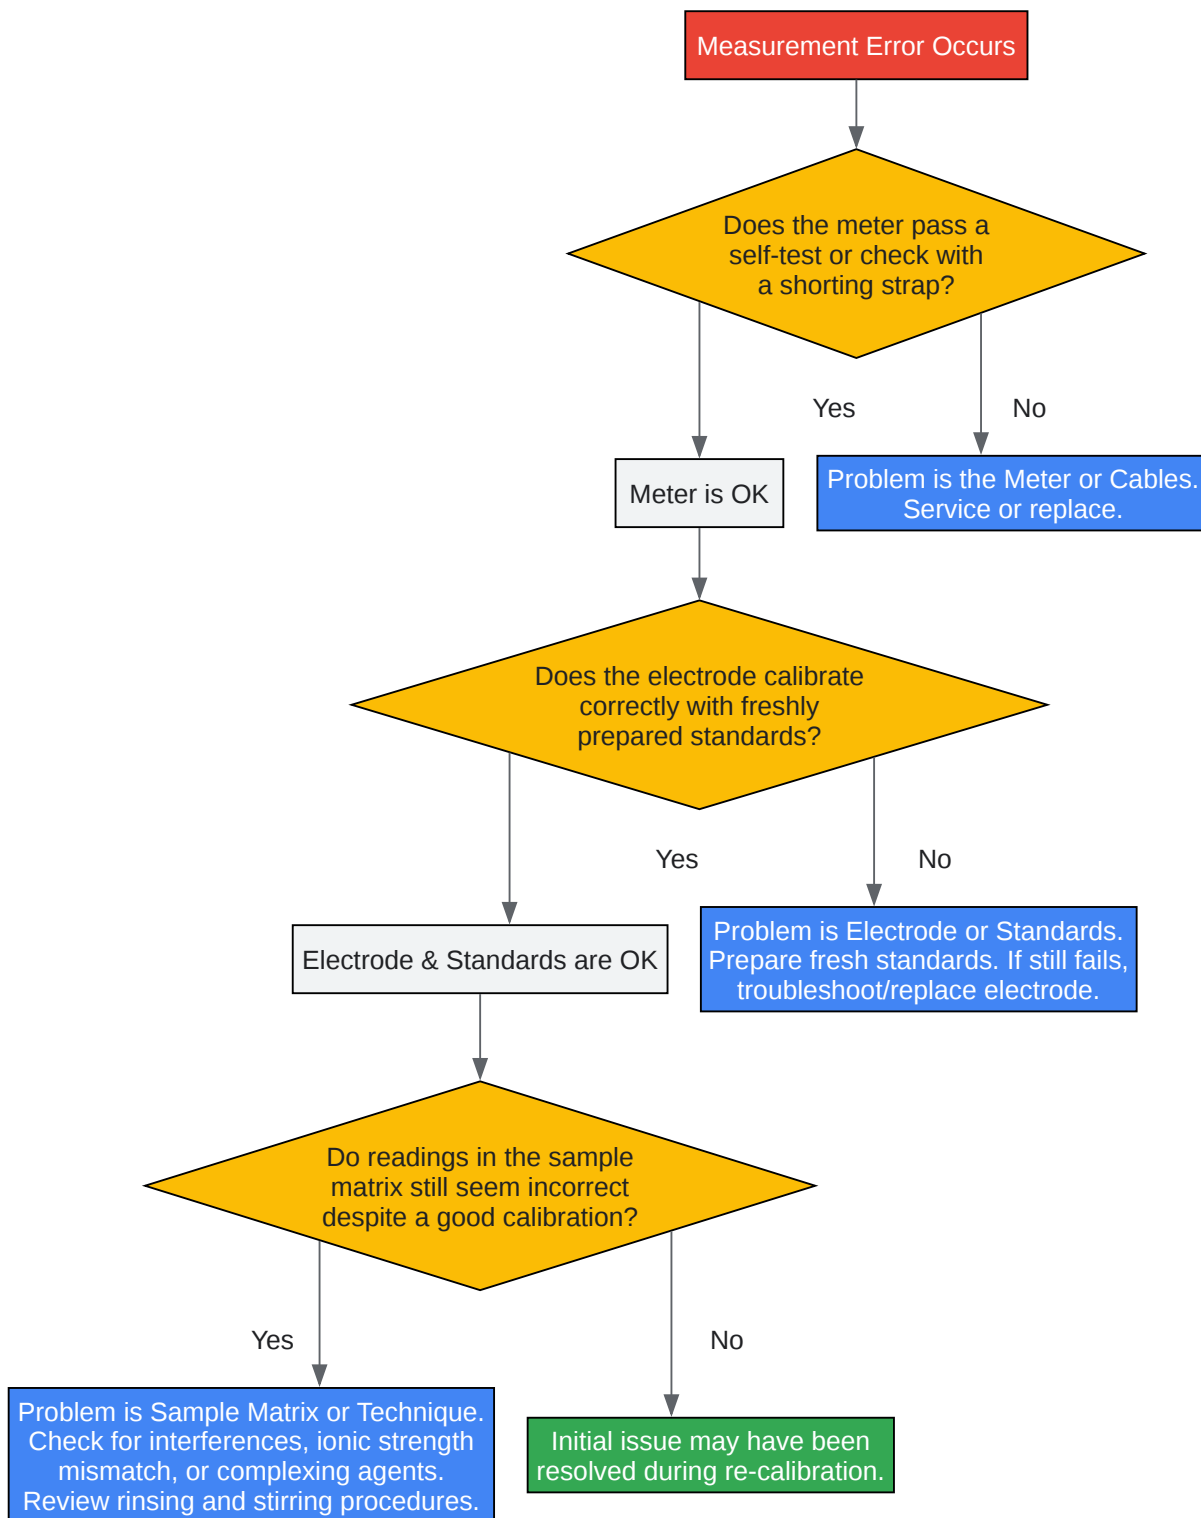 Measurement Error Occurs
Does the meter pass a
self-test or check with
a shorting strap?
Yes
No
Meter is OK
Problem is the Meter or Cables.
Service or replace.
Does the electrode calibrate
correctly with freshly
prepared standards?
Yes
No
Electrode & Standards are OK
Problem is Electrode or Standards.
Prepare fresh standards. If still fails,
troubleshoot/replace electrode.
Do readings in the sample
matrix still seem incorrect
despite a good calibration?
Yes
No
Problem is Sample Matrix or Technique.
Check for interferences, ionic strength
mismatch, or complexing agents.
Review rinsing and stirring procedures.
Initial issue may have been
resolved during re-calibration.